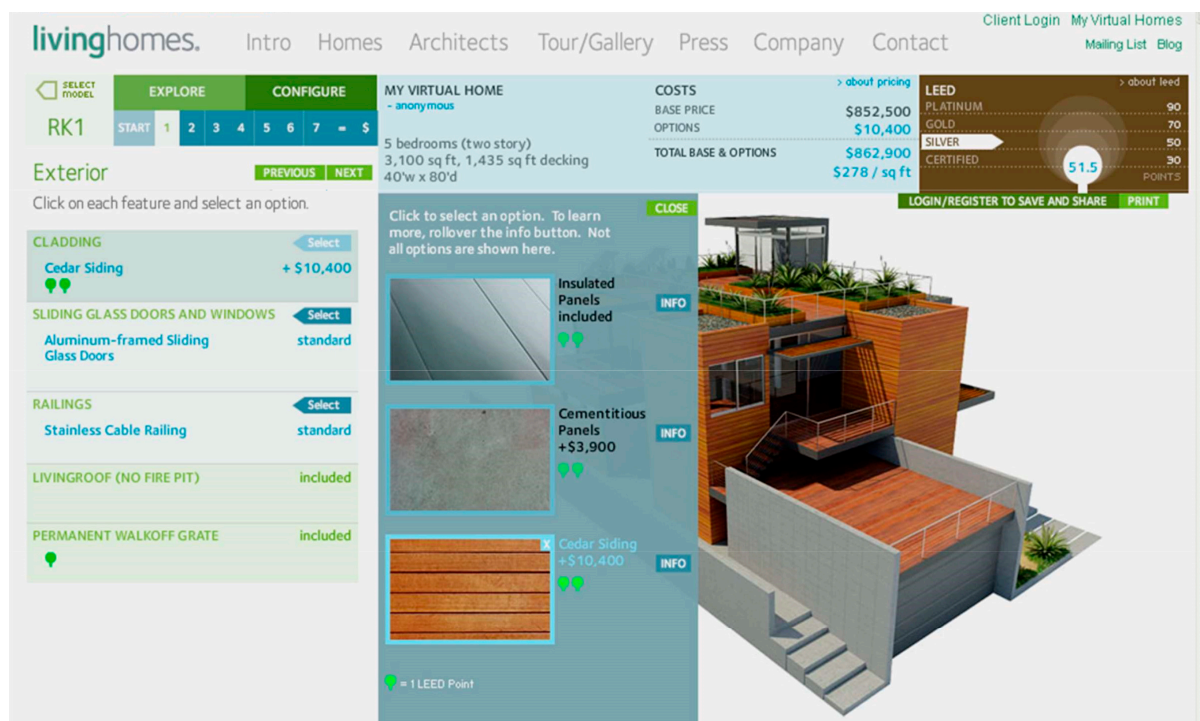 livinghomes.
Intro Homes Architects Tour/Gallery Press Company Contact
Client Login My Virtual Homes
Mailing List Blog
SELECT
MODEL
EXPLORE
CONFIGURE
RK1
START 1 2 3 4 5 6 7 = $
Exterior
PREVIOUS NEXT
Click on each feature and select an option.
CLADDING
Select
Cedar Siding
+ $10,400
SLIDING GLASS DOORS AND WINDOWS
Select
Aluminum-framed Sliding
Glass Doors
standard
RAILINGS
Select
Stainless Cable Railing
standard
LIVINGROOF (NO FIRE PIT)
included
PERMANENT WALKOFF GRATE
included
MY VIRTUAL HOME
- anonymous
5 bedrooms (two story)
3,100 sq ft, 1,435 sq ft decking
40'w x 80'd
COSTS
> about pricing
BASE PRICE
$852,500
OPTIONS
$10,400
TOTAL BASE & OPTIONS
$862,900
$278 / sq ft
LEED
> about leed
PLATINUM 90
GOLD 70
SILVER 50
CERTIFIED 30
51.5
POINTS
LOGIN/REGISTER TO SAVE AND SHARE
PRINT
CLOSE
Click to select an option. To learn
more, rollover the info button. Not
all options are shown here.
Insulated
Panels
included
INFO
Cementitious
Panels
+$3,900
INFO
X
Cedar Siding
+$10,400
INFO
= 1 LEED Point